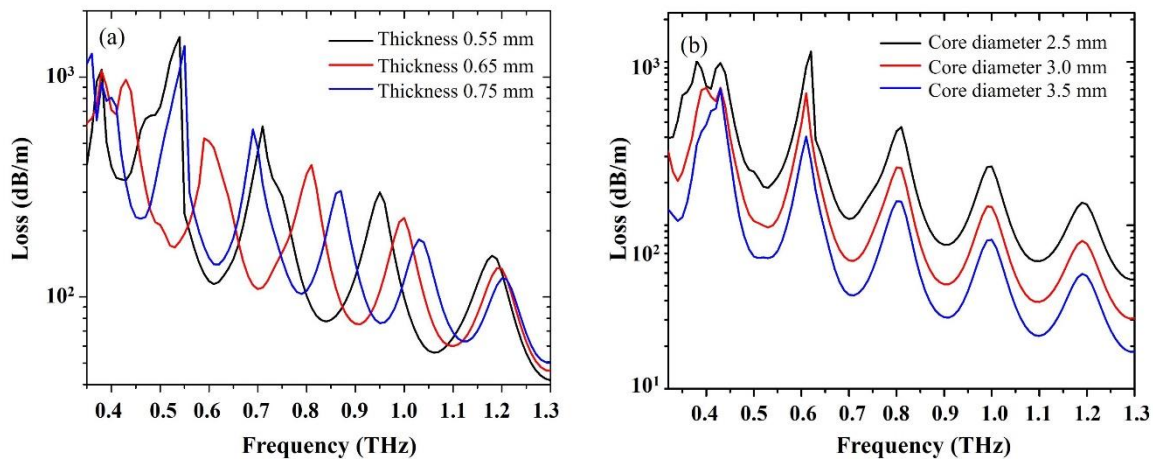 (a)
Thickness 0.55 mm
Thickness 0.65 mm
Thickness 0.75 mm
10³
10²
Loss (dB/m)
0.4 0.5 0.6 0.7 0.8 0.9 1.0 1.1 1.2 1.3
Frequency (THz)
(b)
Core diameter 2.5 mm
Core diameter 3.0 mm
Core diameter 3.5 mm
10³
10²
10¹
Loss (dB/m)
0.4 0.5 0.6 0.7 0.8 0.9 1.0 1.1 1.2 1.3
Frequency (THz)